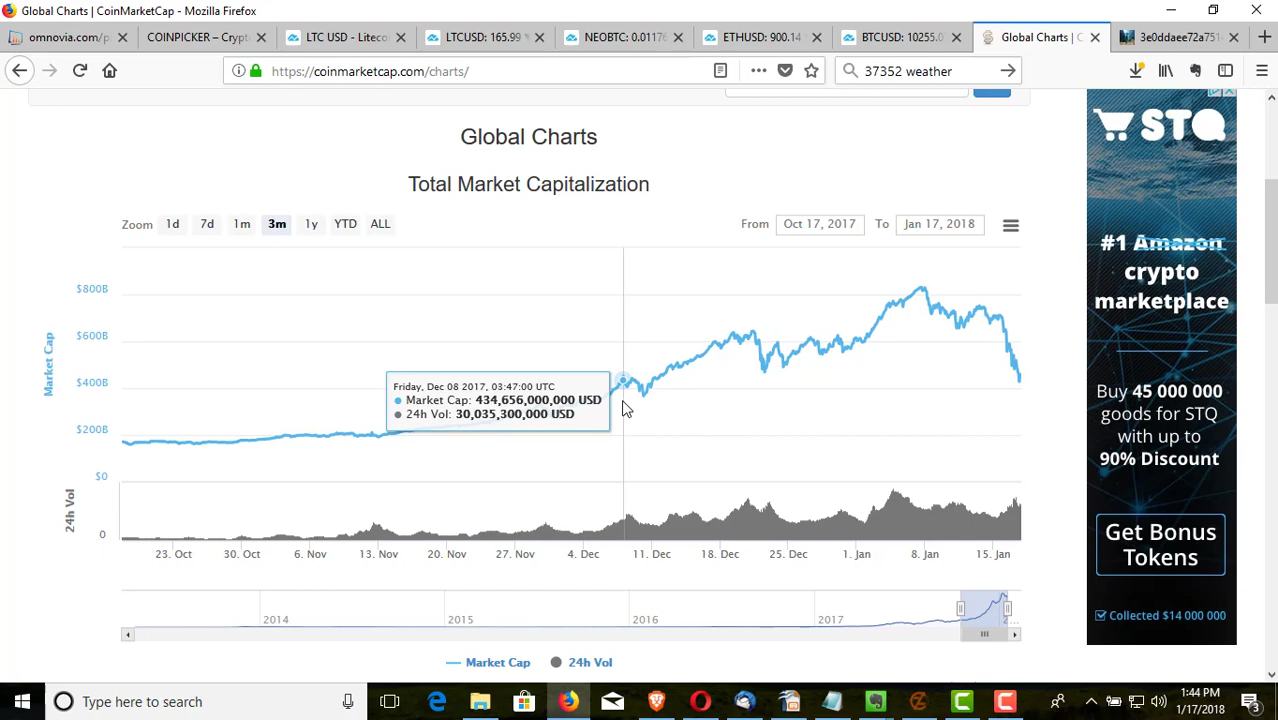 Global Charts | CoinMarketCap - Mozilla Firefox
omnovia.com/p
COINPICKER – Crypt
LTC USD - Liteco
LTCUSD: 165.99
NEOBTC: 0.0117
ETHUSD: 900.14
BTCUSD: 10255.0
Global Charts | C
3e0ddaee72a751
https://coinmarketcap.com/charts/
37352 weather
Global Charts
Total Market Capitalization
Zoom 1d 7d 1m 3m 1y YTD ALL
From Oct 17, 2017 To Jan 17, 2018
$800B
$600B
$400B
$200B
$0
Market Cap
Friday, Dec 08 2017, 03:47:00 UTC
Market Cap: 434,656,000,000 USD
24h Vol: 30,035,300,000 USD
24h Vol
0
23. Oct 30. Oct 6. Nov 13. Nov 20. Nov 27. Nov 4. Dec 11. Dec 18. Dec 25. Dec 1. Jan 8. Jan 15. Jan
2014 2015 2016 2017 2...
Market Cap 24h Vol
STQ
#1 Amazon
crypto
marketplace
Buy 45 000 000
goods for STQ
with up to
90% Discount
Get Bonus
Tokens
Collected $14 000 000
Type here to search
1:44 PM
1/17/2018
3